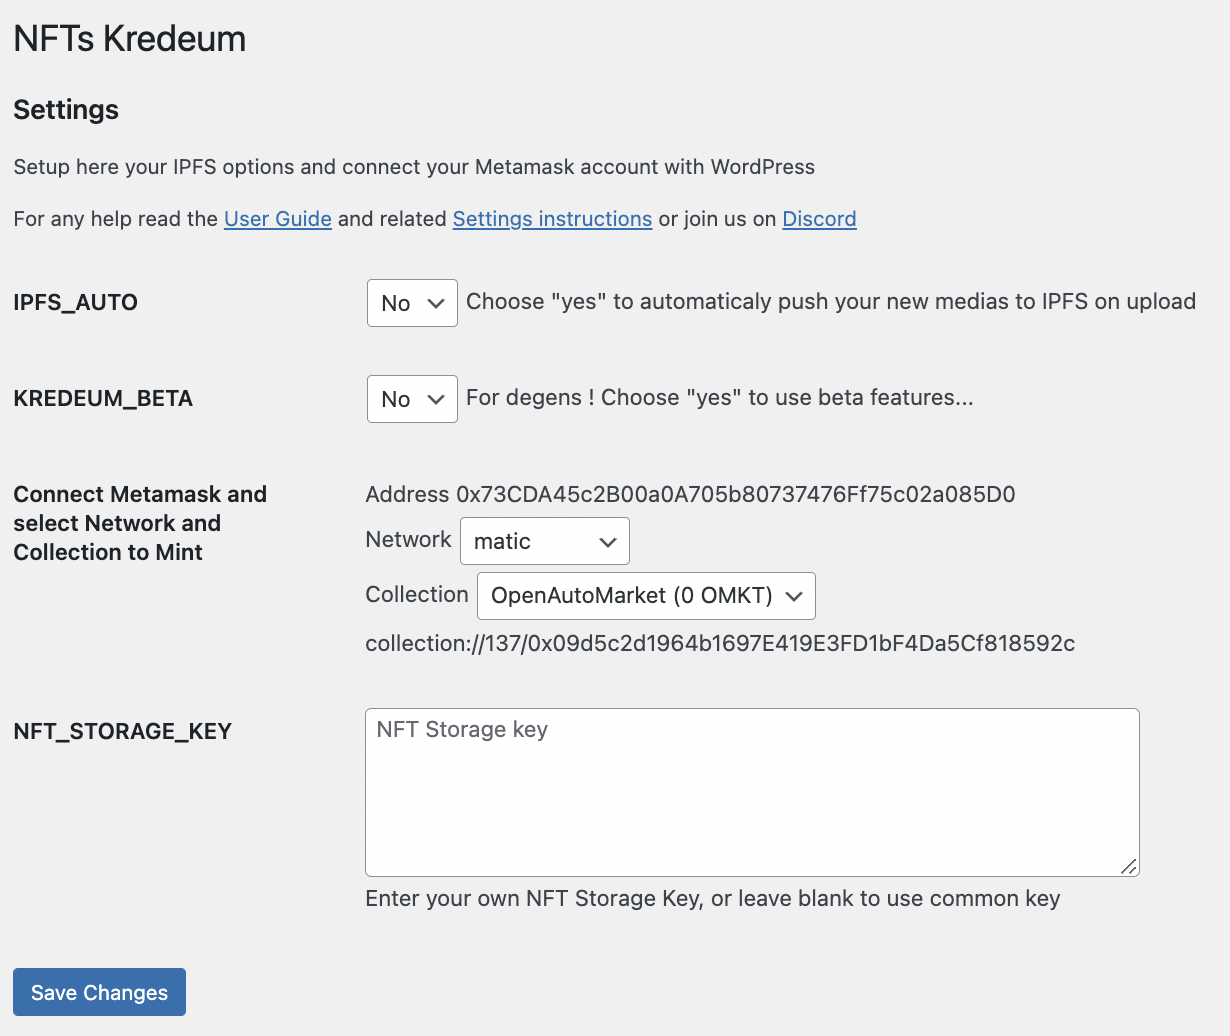 NFTs Kredeum
Settings
Setup here your IPFS options and connect your Metamask account with WordPress
For any help read the User Guide and related Settings instructions or join us on Discord
IPFS_AUTO
No
Choose "yes" to automaticaly push your new medias to IPFS on upload
KREDEUM_BETA
No
For degens ! Choose "yes" to use beta features...
Connect Metamask and
select Network and
Collection to Mint
Address 0x73CDA45c2B00a0A705b80737476Ff75c02a085D0
Network matic
Collection OpenAutoMarket (0 OMKT)
collection://137/0x09d5c2d1964b1697E419E3FD1bF4Da5Cf818592c
NFT_STORAGE_KEY
NFT Storage key
Enter your own NFT Storage Key, or leave blank to use common key
Save Changes